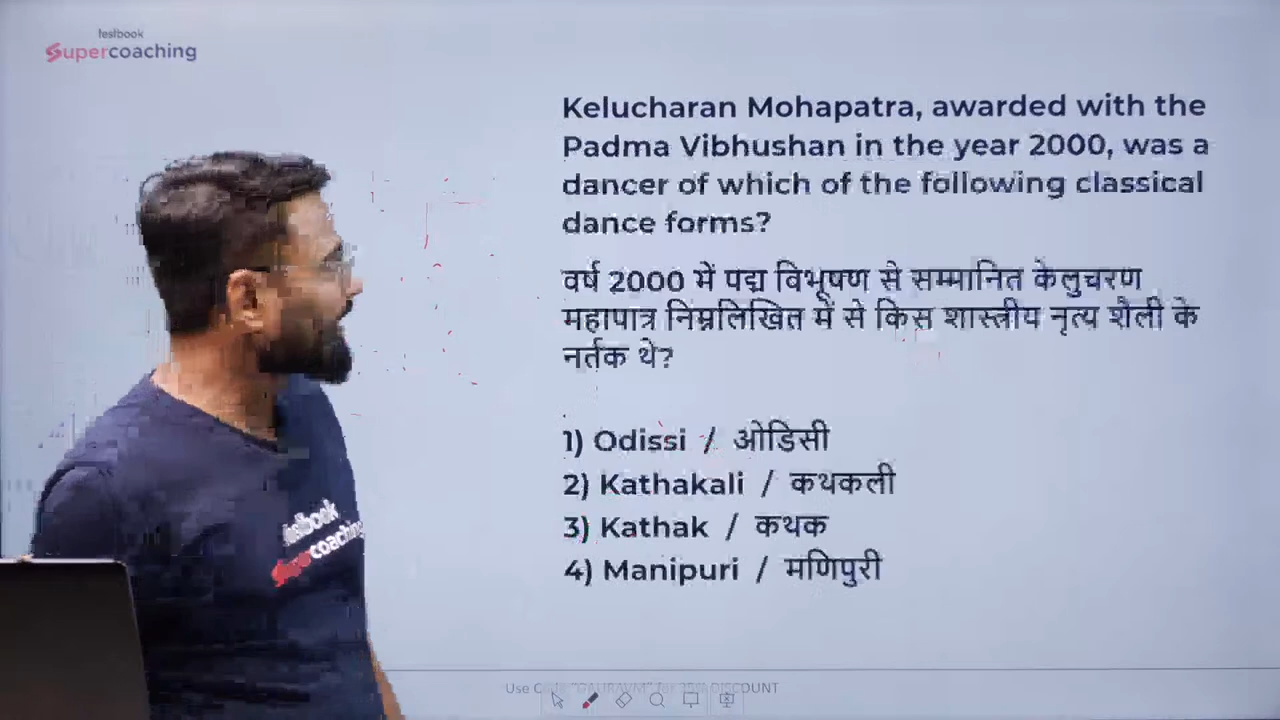 testbook
Supercoaching
Kelucharan Mohapatra, awarded with the
Padma Vibhushan in the year 2000, was a
dancer of which of the following classical
dance forms?
वर्ष 2000 में पद्म विभूषण से सम्मानित केलुचरण
महापात्र निम्नलिखित में से किस शास्त्रीय नृत्य शैली के
नर्तक थे?
1) Odissi / ओडिसी
2) Kathakali / कथकली
3) Kathak / कथक
4) Manipuri / मणिपुरी
testbook
Supercoaching
Use DISCOUNT